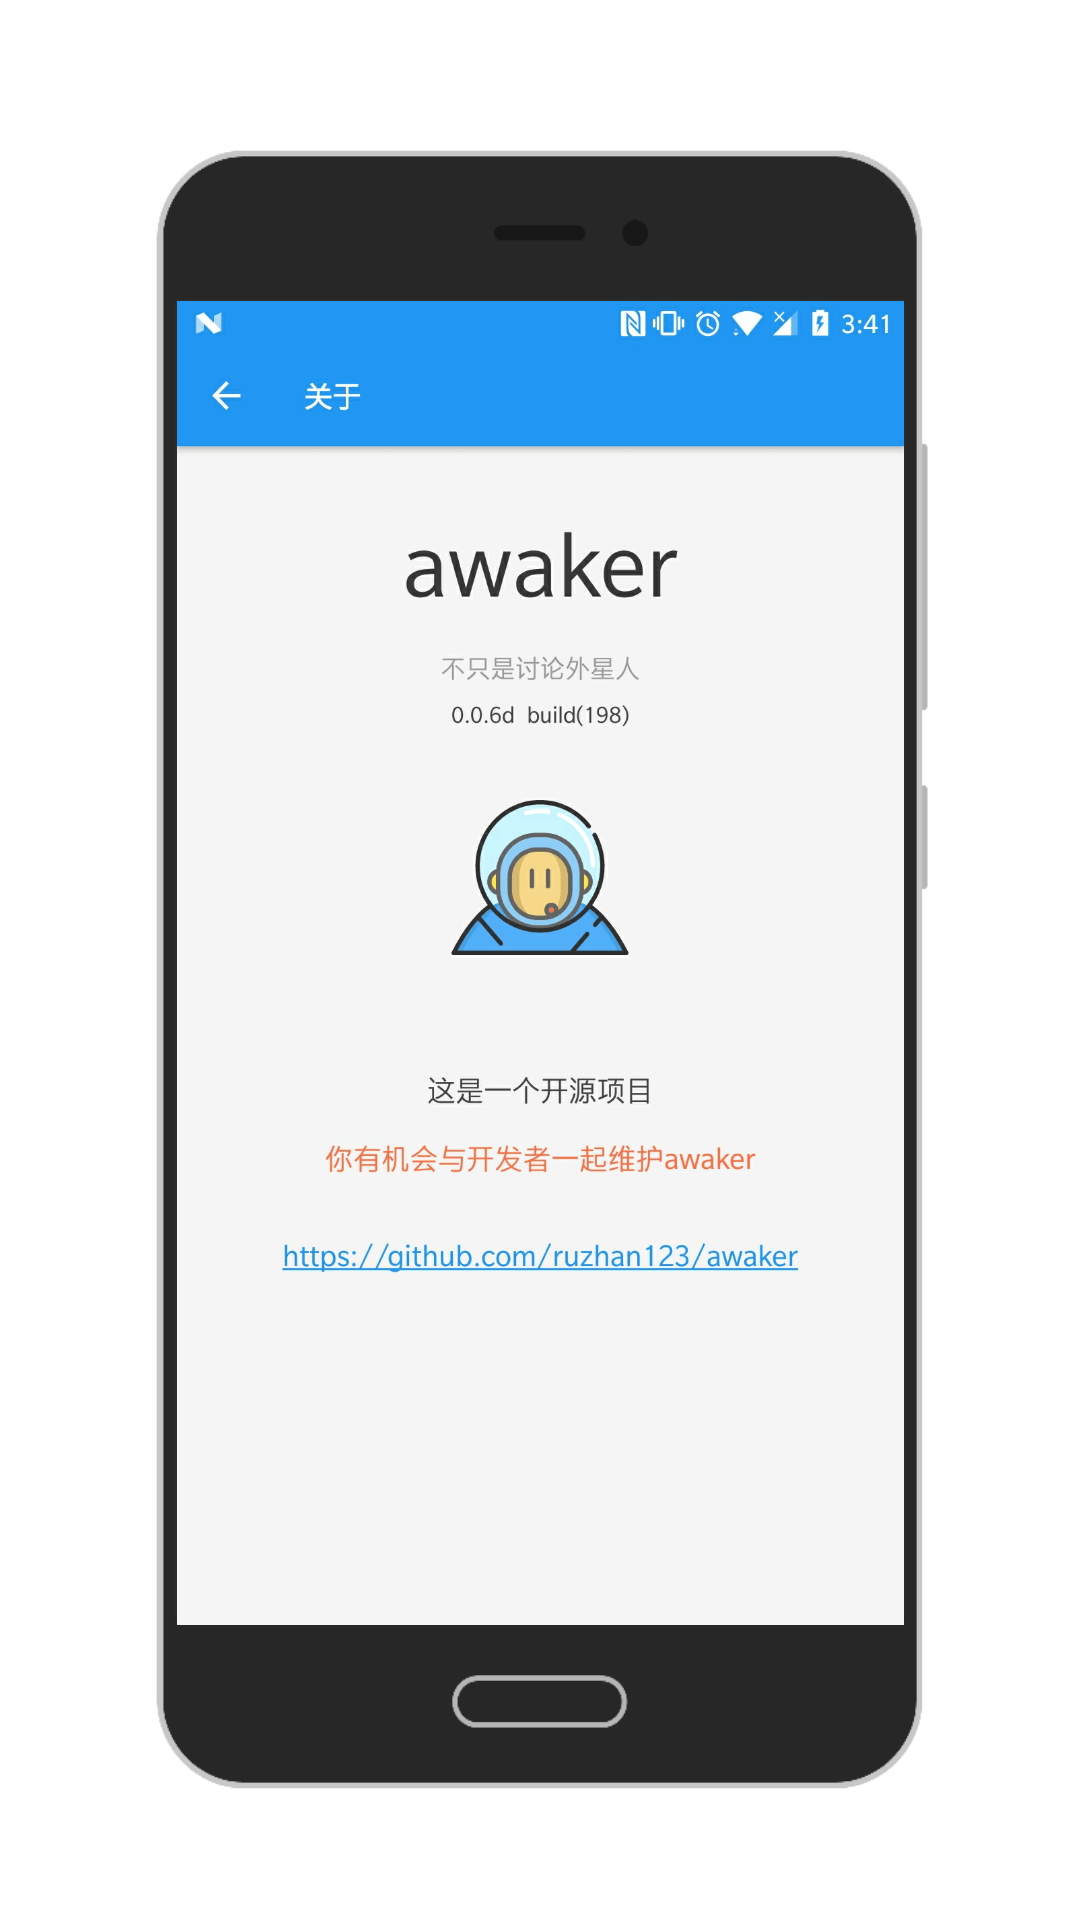 3:41
关于
awaker
不只是讨论外星人
0.0.6d build(198)
这是一个开源项目
你有机会与开发者一起维护awaker
https://github.com/ruzhan123/awaker